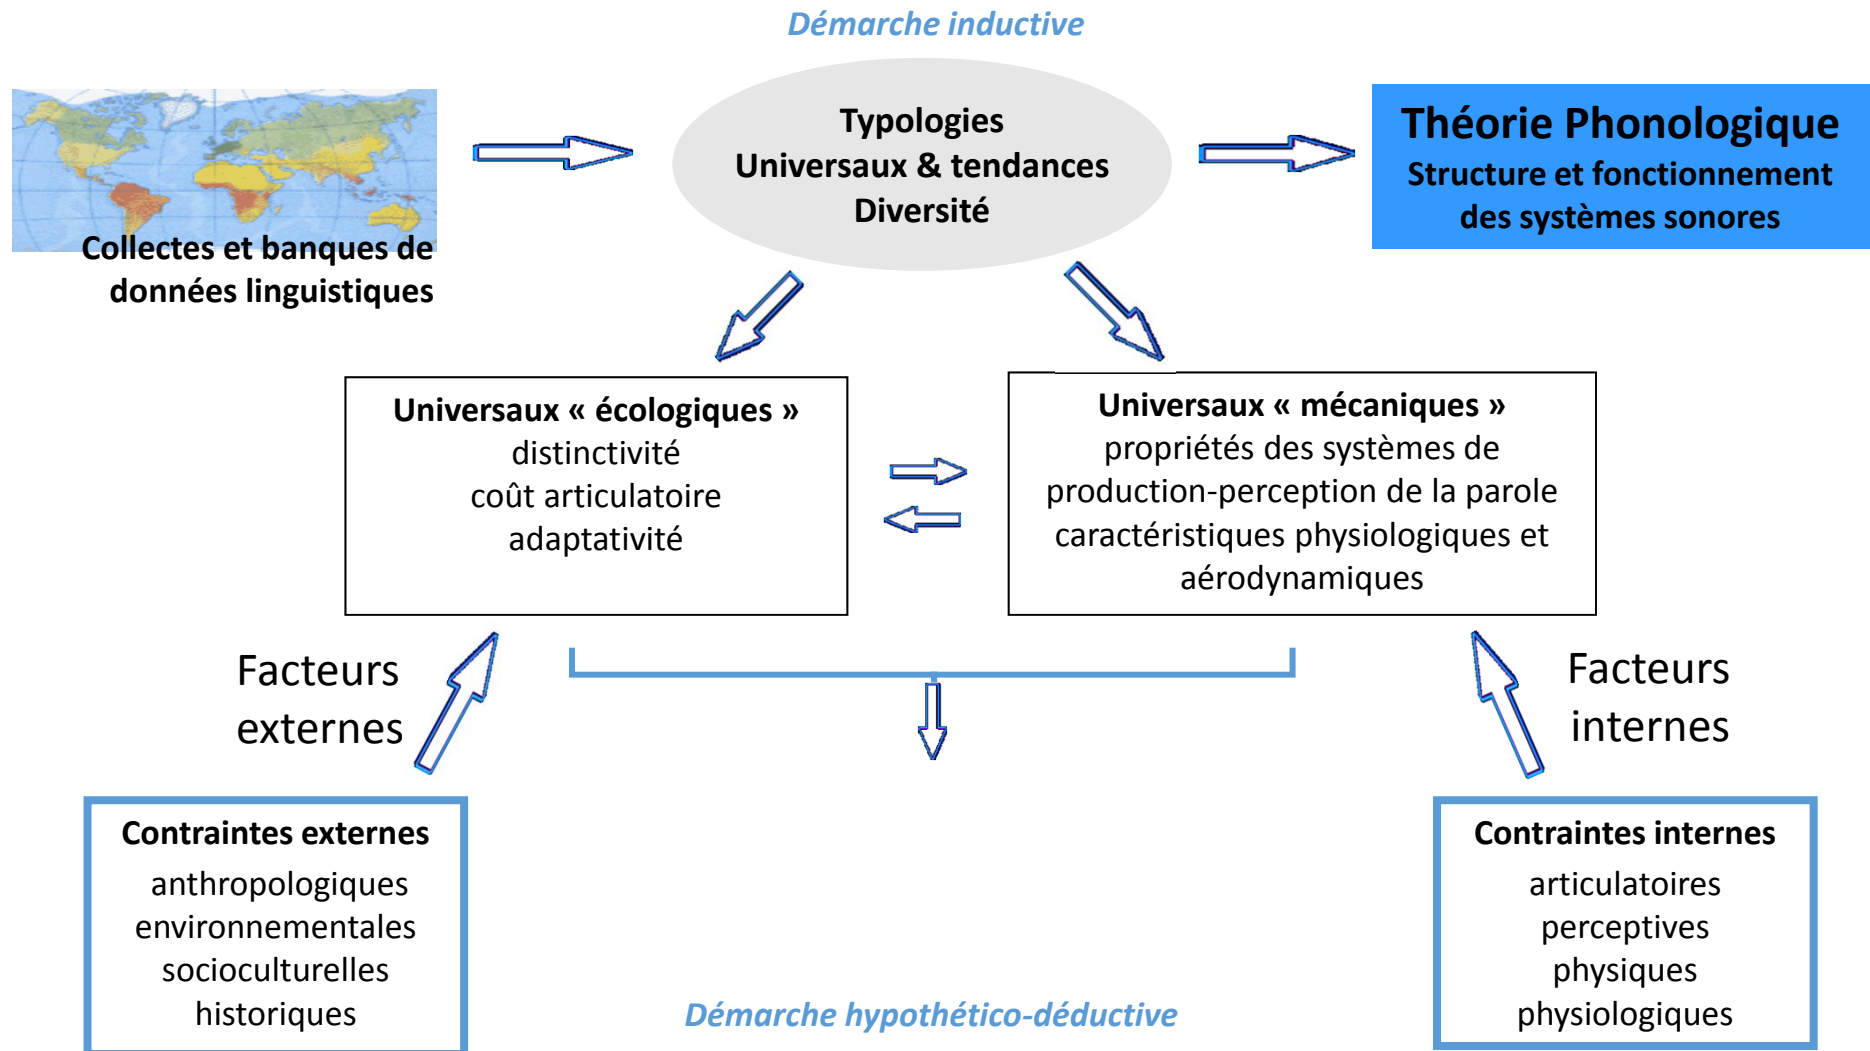 Démarche inductive
Collectes et banques de
données linguistiques
Typologies
Universaux & tendances
Diversité
Théorie Phonologique
Structure et fonctionnement
des systèmes sonores
Universaux « écologiques »
distinctivité
coût articulatoire
adaptativité
Universaux « mécaniques »
propriétés des systèmes de
production-perception de la parole
caractéristiques physiologiques et
aérodynamiques
Facteurs
externes
Facteurs
internes
Contraintes externes
anthropologiques
environnementales
socioculturelles
historiques
Contraintes internes
articulatoires
perceptives
physiques
physiologiques
Démarche hypothético-déductive